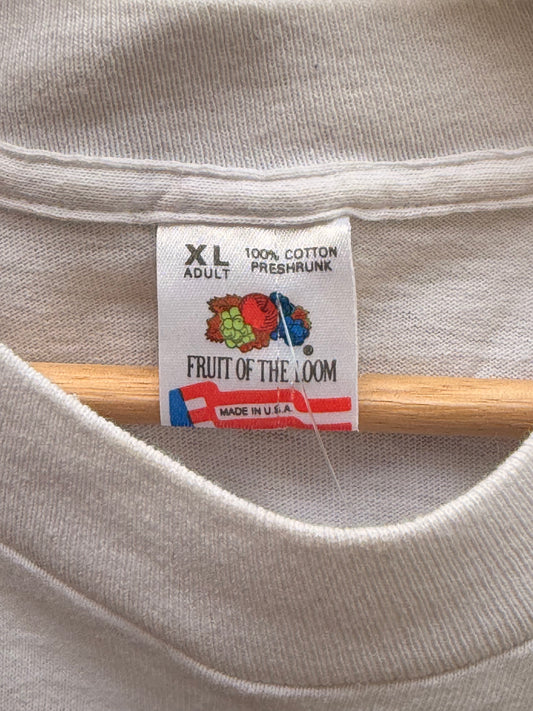 XL
ADULT
100% COTTON
PRESHRUNK
®
FRUIT OF THE LOOM
MADE IN U.S.A.